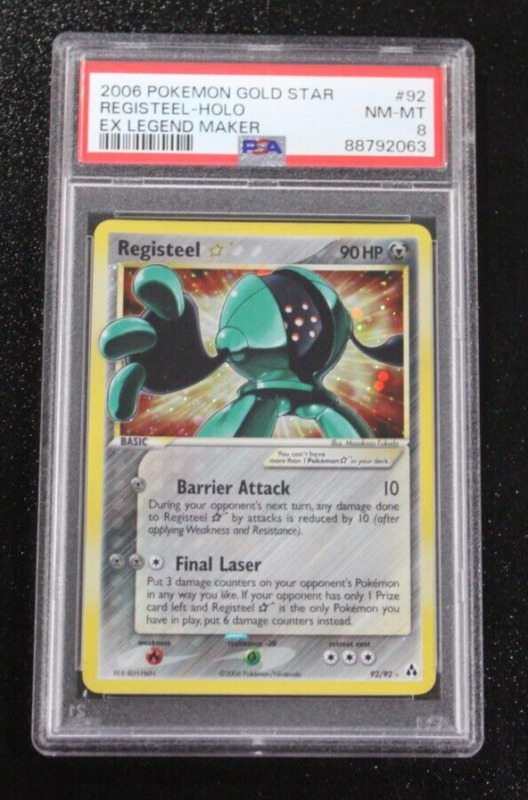 2006 POKEMON GOLD STAR #92
REGISTEEL-HOLO NM-MT
EX LEGEND MAKER 8
PSA 88792063
Registeel ☆ 90 HP
BASIC Illus. Masakazu Fukuda
You can't have
more than 1 Pokémon ☆ in your deck.
Barrier Attack 10
During your opponent's next turn, any damage done
to Registeel ☆ by attacks is reduced by 10 (after
applying Weakness and Resistance).
Final Laser
Put 3 damage counters on your opponent's Pokémon
in any way you like. If your opponent has only 1 Prize
card left and Registeel ☆ is the only Pokémon you
have in play, put 6 damage counters instead.
weakness resistance -30 retreat cost
©2006 Pokémon/Nintendo 92/92